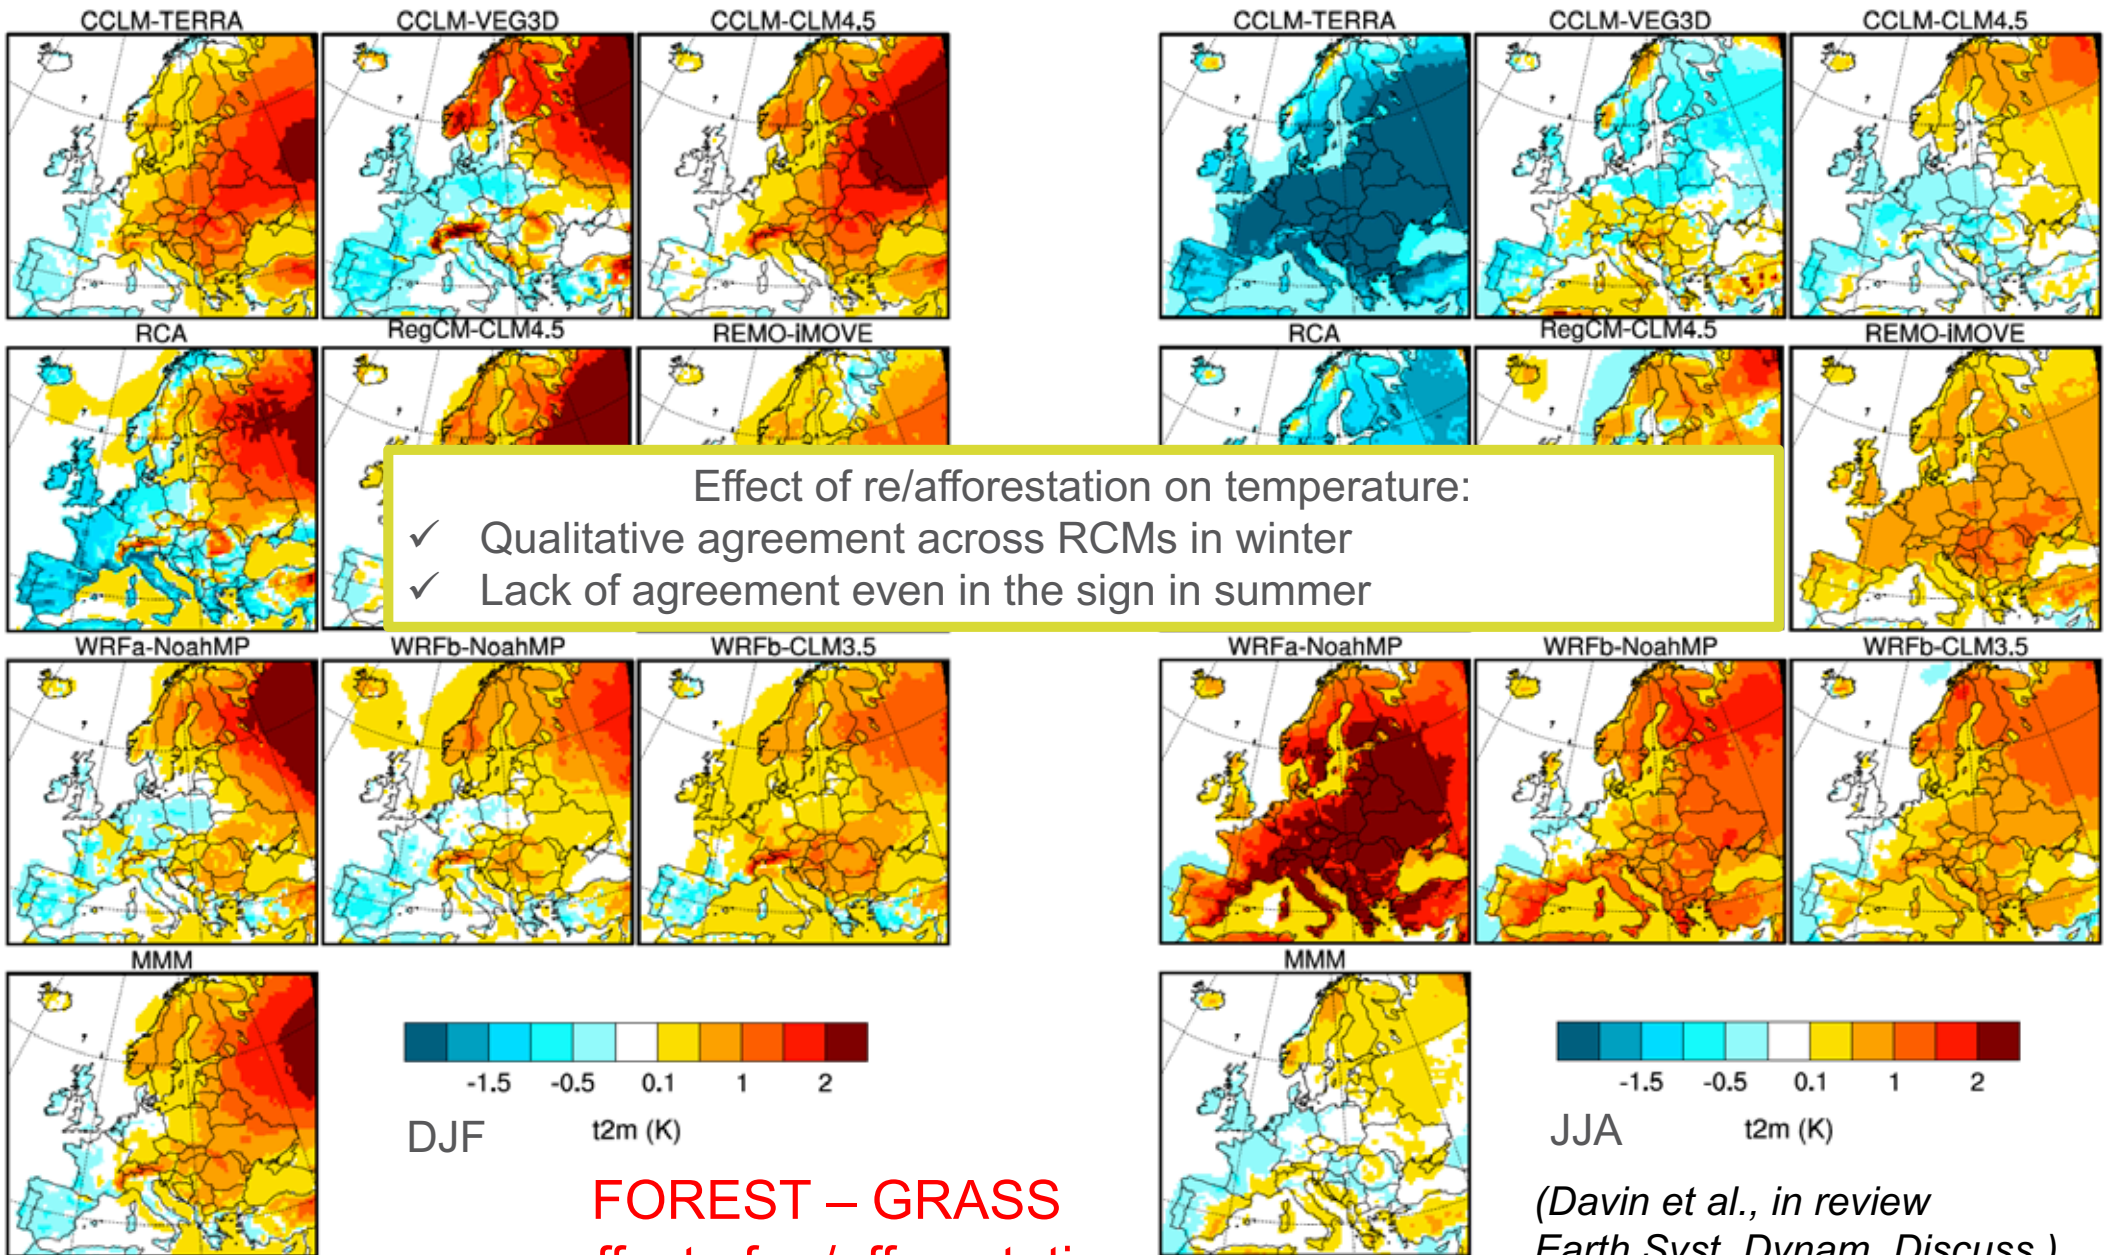 CCLM-TERRA CCLM-VEG3D CCLM-CLM4.5 CCLM-TERRA CCLM-VEG3D CCLM-CLM4.5
RCA RegCM-CLM4.5 REMO-iMOVE RCA RegCM-CLM4.5 REMO-iMOVE
Effect of re/afforestation on temperature:
✓ Qualitative agreement across RCMs in winter
✓ Lack of agreement even in the sign in summer
WRFa-NoahMP WRFb-NoahMP WRFb-CLM3.5 WRFa-NoahMP WRFb-NoahMP WRFb-CLM3.5
MMM MMM
-1.5 -0.5 0.1 1 2 -1.5 -0.5 0.1 1 2
DJF t2m (K) JJA t2m (K)
FOREST – GRASS
(Davin et al., in review
Earth Syst. Dynam. Discuss.)